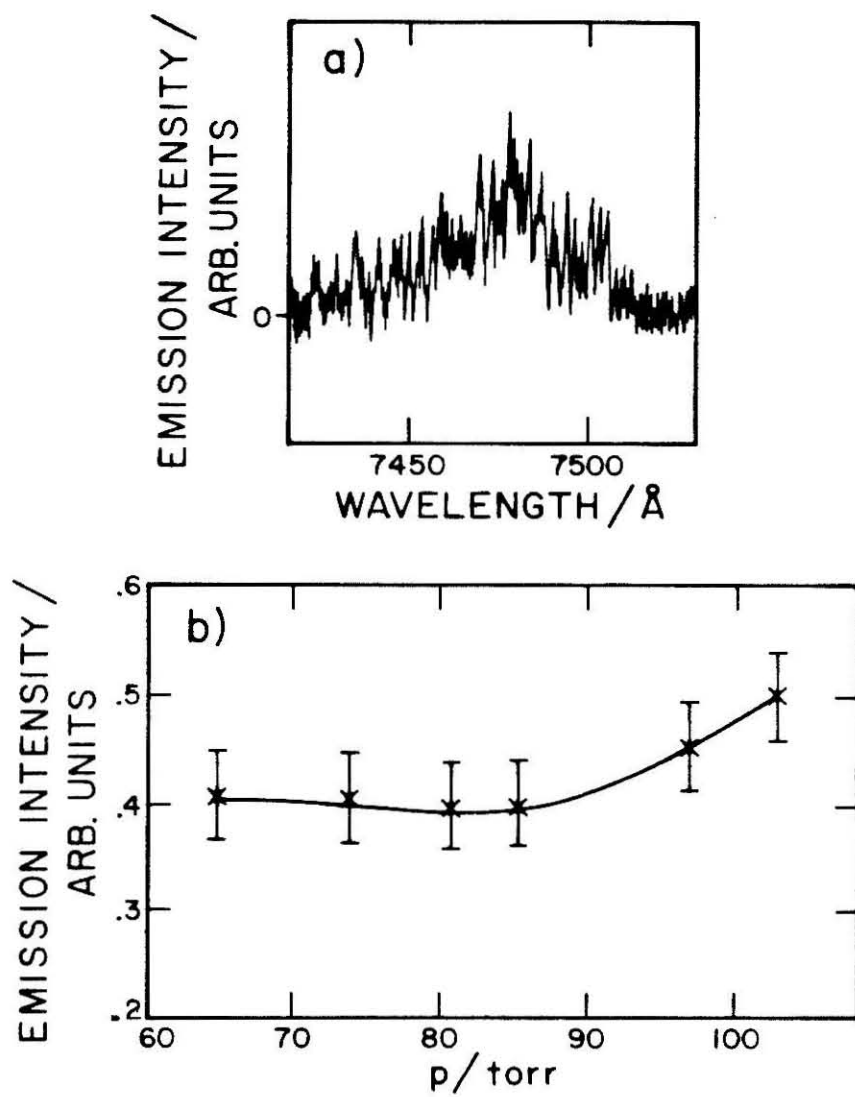 EMISSION INTENSITY /
ARB. UNITS
a)
0
7450 7500
WAVELENGTH / Å
EMISSION INTENSITY /
ARB. UNITS
b)
.6
.5
.4
.3
.2
60 70 80 90 100
p/torr